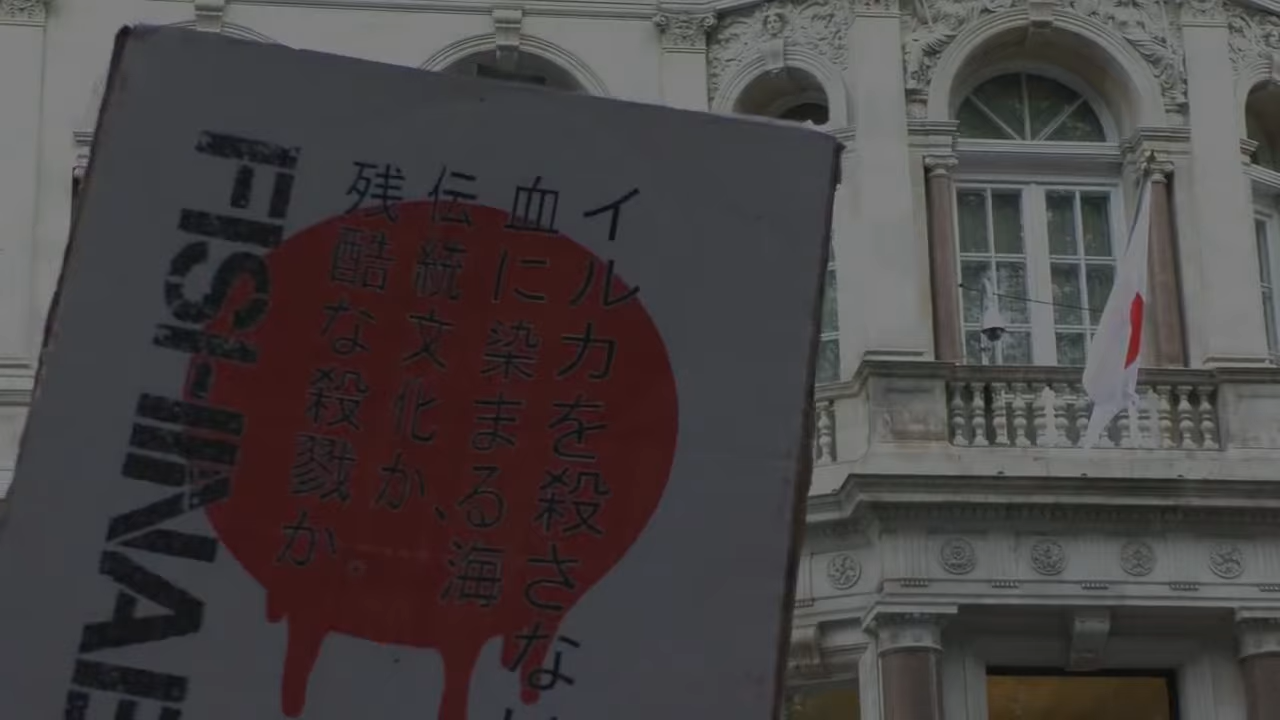 イルカを殺さな
血に染まる海
伝統文化か、
残酷な殺戮か